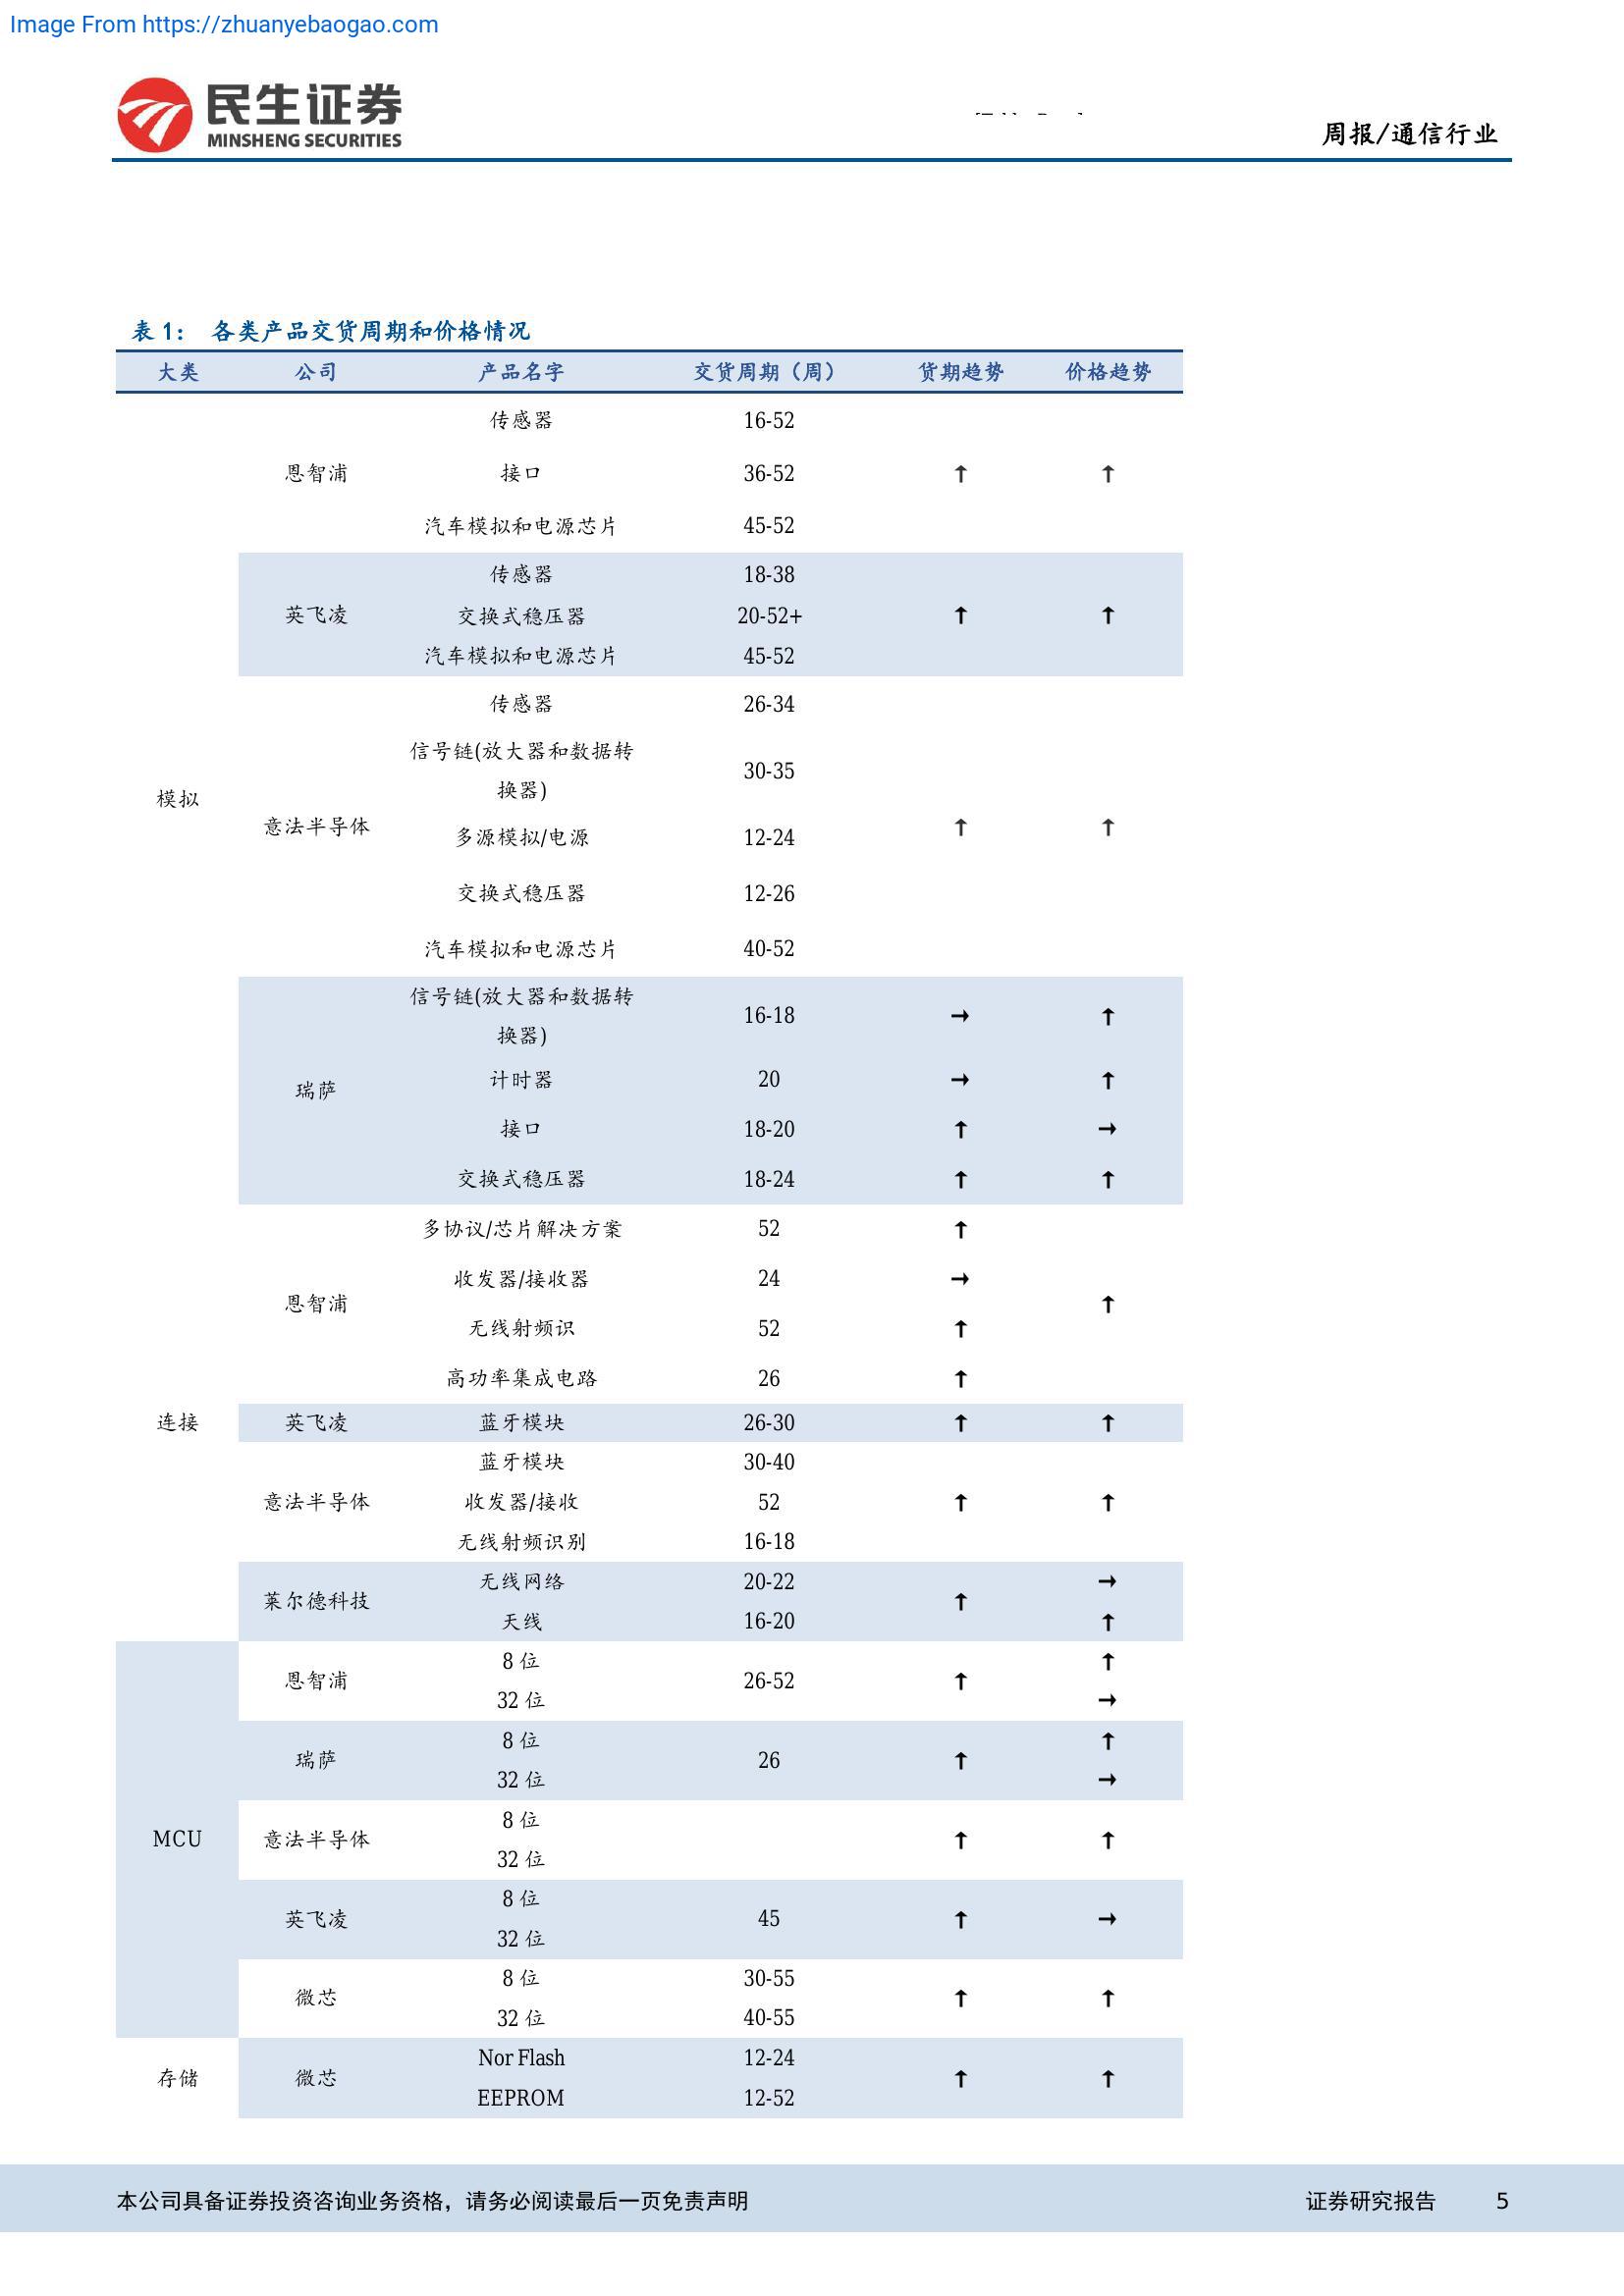 Image From https://zhuanyebaogao.com
民生证券
MINSHENG SECURITIES
周报/通信行业
表 1： 各类产品交货周期和价格情况
大类 公司 产品名字 交货周期（周） 货期趋势 价格趋势
传感器 16-52
恩智浦 接口 36-52 ↑ ↑
汽车模拟和电源芯片 45-52
传感器 18-38
英飞凌 交换式稳压器 20-52+ ↑ ↑
汽车模拟和电源芯片 45-52
传感器 26-34
信号链(放大器和数据转
30-35
换器)
模拟
意法半导体 ↑ ↑
多源模拟/电源 12-24
交换式稳压器 12-26
汽车模拟和电源芯片 40-52
信号链(放大器和数据转
16-18 → ↑
换器)
计时器 20 → ↑
瑞萨
接口 18-20 ↑ →
交换式稳压器 18-24 ↑ ↑
多协议/芯片解决方案 52 ↑
收发器/接收器 24 →
恩智浦 ↑
无线射频识 52 ↑
高功率集成电路 26 ↑
连接 英飞凌 蓝牙模块 26-30 ↑ ↑
蓝牙模块 30-40
意法半导体 收发器/接收 52 ↑ ↑
无线射频识别 16-18
无线网络 20-22 →
莱尔德科技 ↑
天线 16-20 ↑
8 位 ↑
恩智浦 26-52 ↑
32 位 →
8 位 ↑
瑞萨 26 ↑
32 位 →
8 位
MCU 意法半导体 ↑ ↑
32 位
8 位
英飞凌 45 ↑ →
32 位
8 位 30-55
微芯 ↑ ↑
32 位 40-55
Nor Flash 12-24
存储 微芯 ↑ ↑
EEPROM 12-52
本公司具备证券投资咨询业务资格，请务必阅读最后一页免责声明 证券研究报告 5